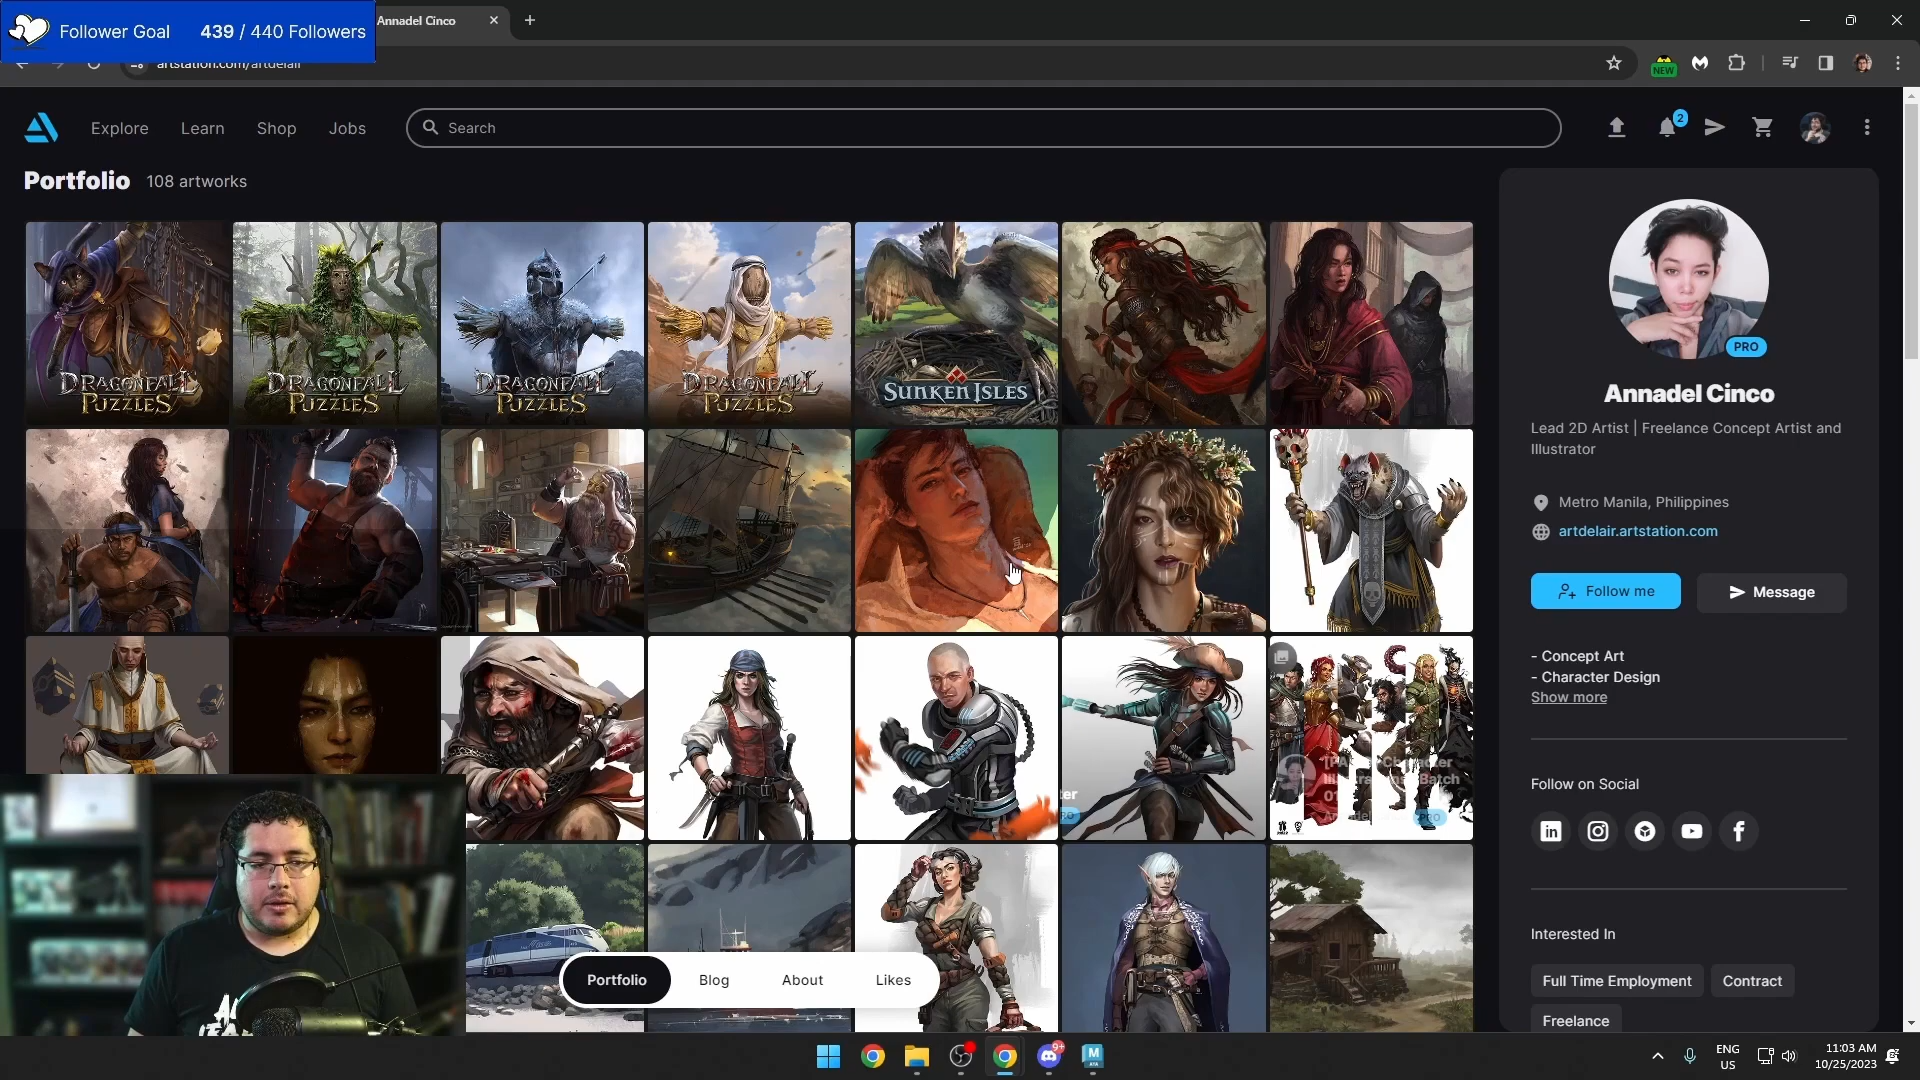 Follower Goal 439 / 440 Followers
Annadel Cinco
artstation.com/artdelair
NEW
Explore
Learn
Shop
Jobs
Search
2
Portfolio 108 artworks
DRAGONFALL
PUZZLES
DRAGONFALL
PUZZLES
DRAGONFALL
PUZZLES
DRAGONFALL
PUZZLES
SUNKEN ISLES
PRO
Annadel Cinco
Lead 2D Artist | Freelance Concept Artist and
Illustrator
Metro Manila, Philippines
artdelair.artstation.com
Follow me
Message
- Concept Art
- Character Design
Show more
Follow on Social
Interested In
Full Time Employment
Contract
Freelance
Portfolio
Blog
About
Likes
9+
ENG
US
11:03 AM
10/25/2023